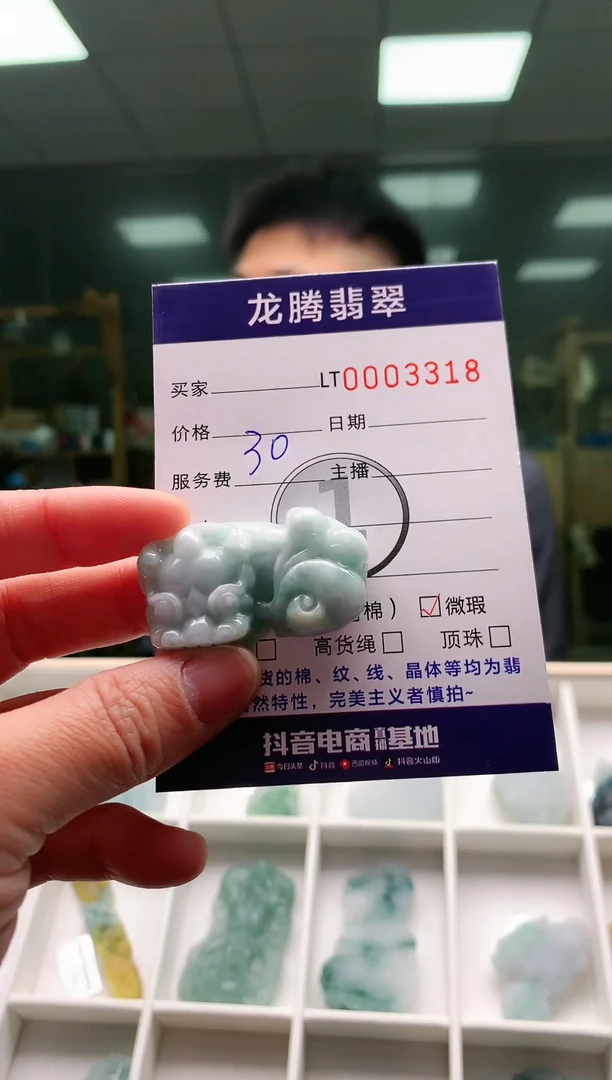 龙腾翡翠
买家 LT0003318
价格 日期
服务费 30 主播
1
棉） ☑ 微瑕
□ 高货绳 □ 顶珠 □
货的棉、纹、线、晶体等均为翡
然特性，完美主义者慎拍~
抖音电商直播基地
今日头条 抖音 西瓜视频 抖音火山版